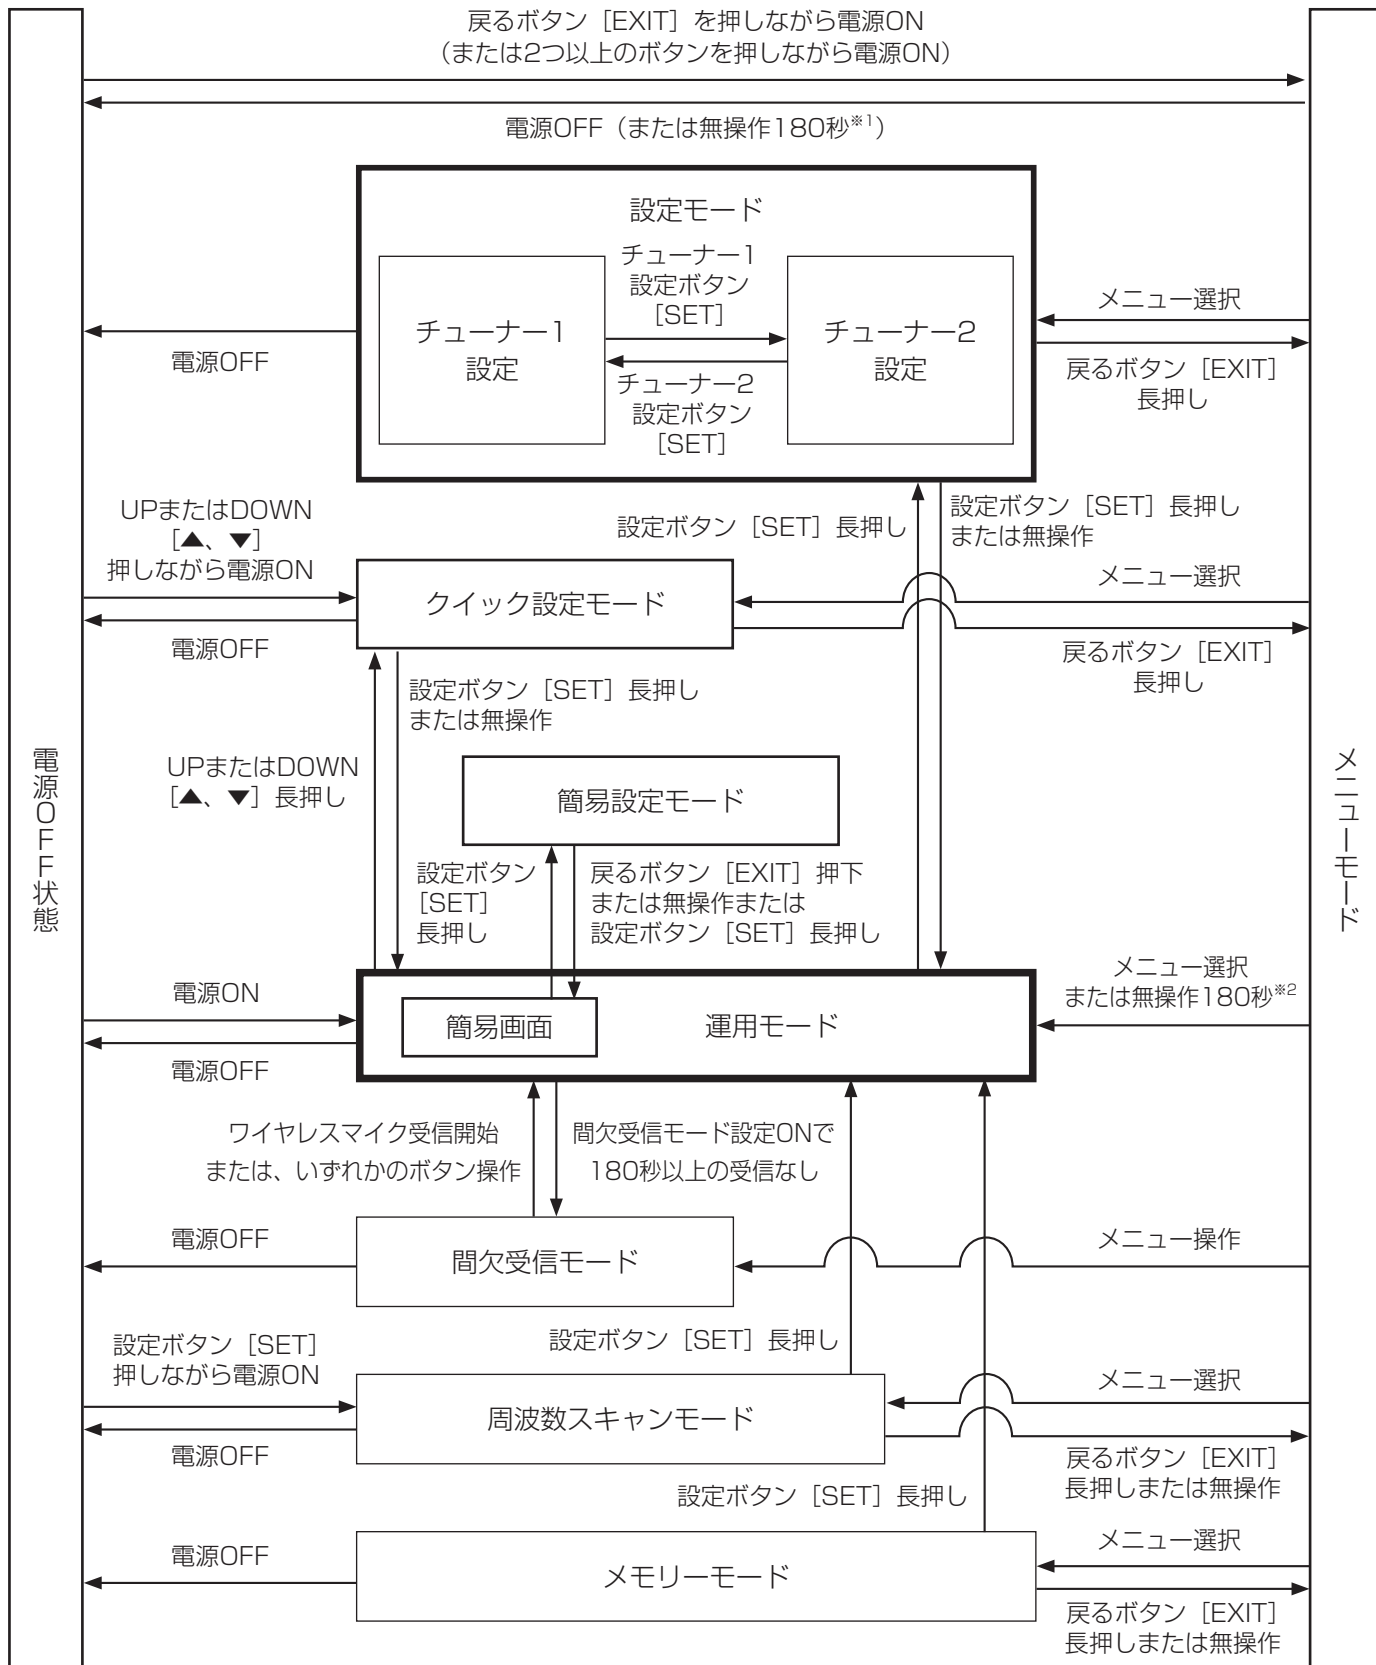 戻るボタン［EXIT］を押しながら電源ON
（または2つ以上のボタンを押しながら電源ON）
電源OFF（または無操作180秒※1）
設定モード
チューナー1
設定ボタン
［SET］
チューナー1
設定
チューナー2
設定
チューナー2
設定ボタン
［SET］
電源OFF
メニュー選択
戻るボタン［EXIT］
長押し
UPまたはDOWN
［▲、▼］
押しながら電源ON
設定ボタン［SET］長押し
設定ボタン［SET］長押し
または無操作
クイック設定モード
電源OFF
メニュー選択
戻るボタン［EXIT］
長押し
設定ボタン［SET］長押し
または無操作
UPまたはDOWN
［▲、▼］長押し
簡易設定モード
電源OFF状態
メニューモード
設定ボタン
［SET］
長押し
戻るボタン［EXIT］押下
または無操作または
設定ボタン［SET］長押し
電源ON
電源OFF
簡易画面
運用モード
メニュー選択
または無操作180秒※2
ワイヤレスマイク受信開始
または、いずれかのボタン操作
間欠受信モード設定ONで
180秒以上の受信なし
電源OFF
間欠受信モード
メニュー操作
設定ボタン［SET］
押しながら電源ON
設定ボタン［SET］長押し
周波数スキャンモード
電源OFF
メニュー選択
戻るボタン［EXIT］
長押しまたは無操作
設定ボタン［SET］長押し
電源OFF
メモリーモード
メニュー選択
戻るボタン［EXIT］
長押しまたは無操作